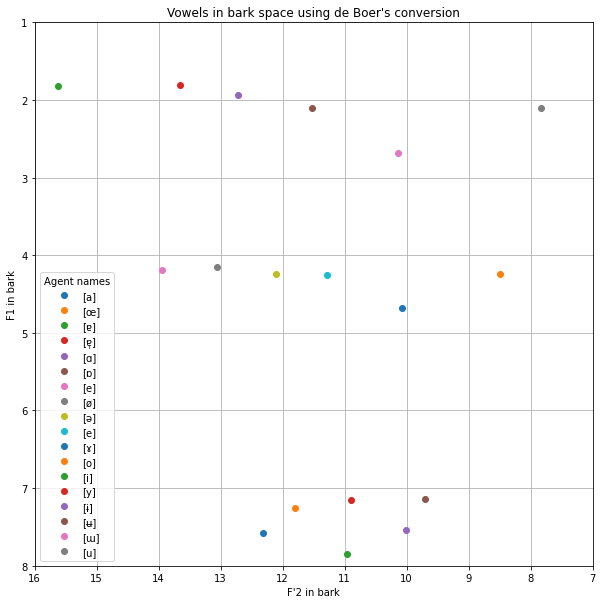 Vowels in bark space using de Boer's conversion
1
2
3
4
5
6
7
8
F1 in bark
Agent names
[a]
[œ]
[ɐ]
[ɐ̹]
[ɑ]
[ɒ]
[e]
[ø]
[ə]
[ɵ]
[ɤ]
[o]
[i]
[y]
[ɨ]
[ʉ]
[ɯ]
[u]
16 15 14 13 12 11 10 9 8 7
F'2 in bark